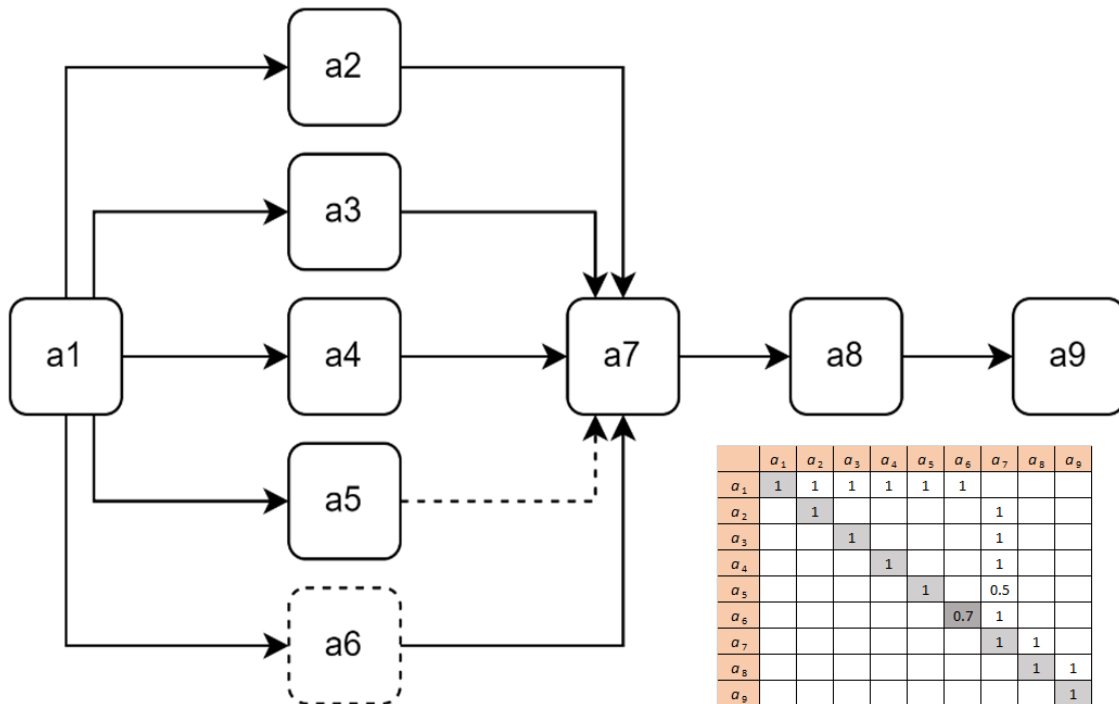 a2
a3
a1 a4 a7 a8 a9
a5
a6
a1 a2 a3 a4 a5 a6 a7 a8 a9
a1 1 1 1 1 1 1
a2 1 1
a3 1 1
a4 1 1
a5 1 0.5
a6 0.7 1
a7 1 1
a8 1 1
a9 1